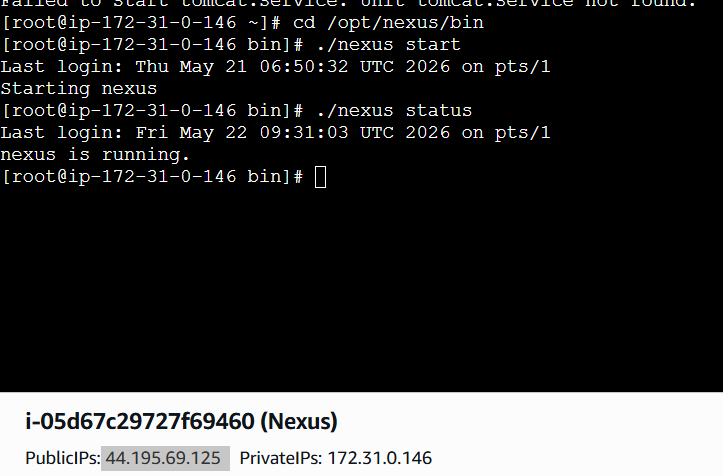 Failed to start tomcat.service: Unit tomcat.service not found.
[root@ip-172-31-0-146 ~]# cd /opt/nexus/bin
[root@ip-172-31-0-146 bin]# ./nexus start
Last login: Thu May 21 06:50:32 UTC 2026 on pts/1
Starting nexus
[root@ip-172-31-0-146 bin]# ./nexus status
Last login: Fri May 22 09:31:03 UTC 2026 on pts/1
nexus is running.
[root@ip-172-31-0-146 bin]#
i-05d67c29727f69460 (Nexus)
PublicIPs: 44.195.69.125 PrivateIPs: 172.31.0.146